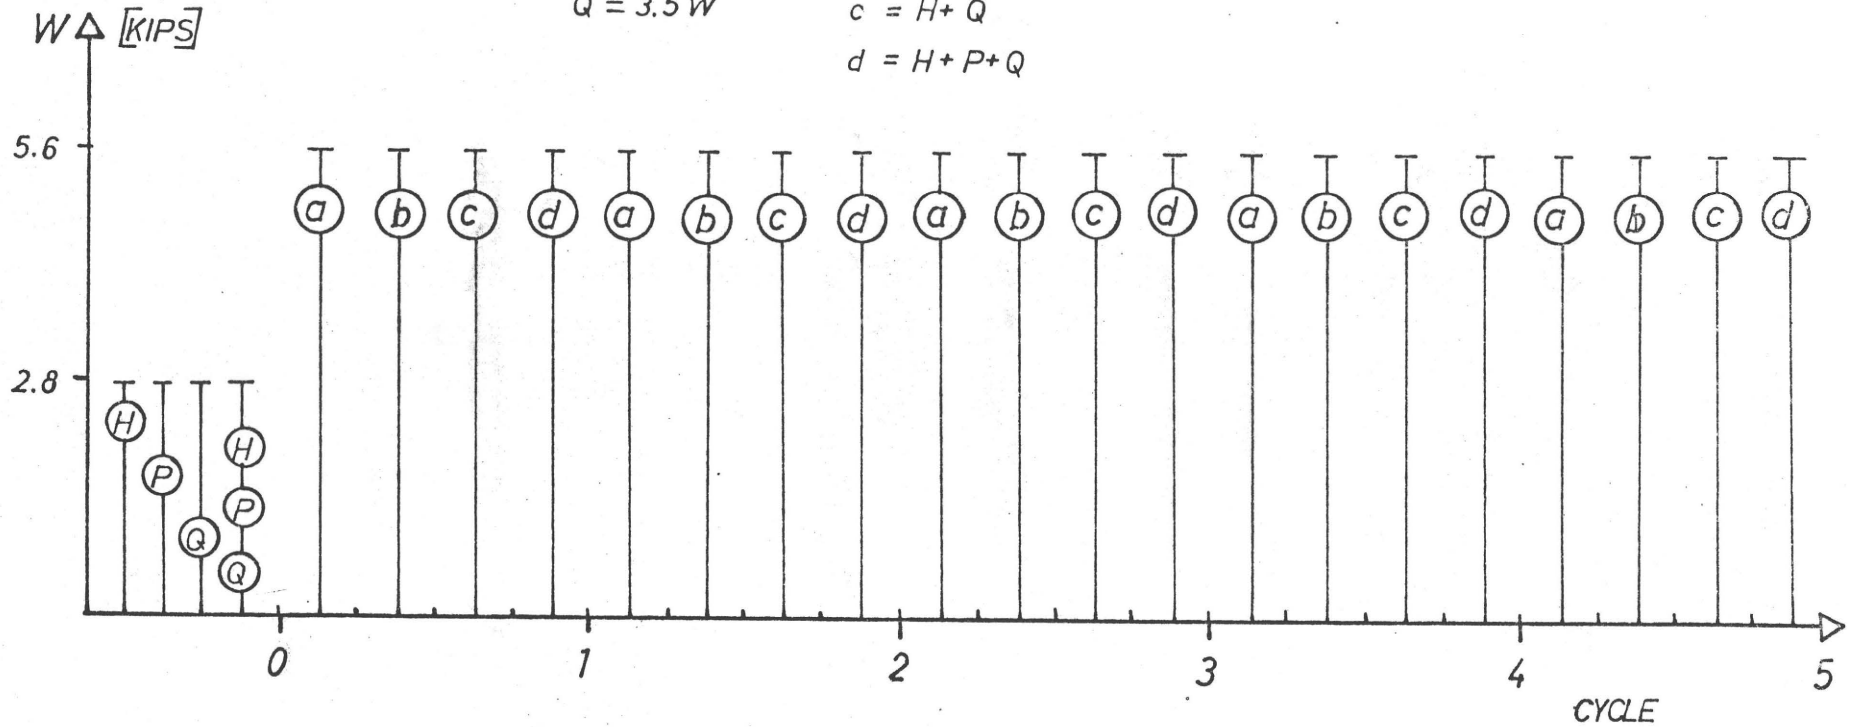 Q = 3.5 W
c = H + Q
d = H + P + Q
W [KIPS]
5.6
a b c d a b c d a b c d a b c d a b c d
2.8
H
H
P
P
Q
Q
0 1 2 3 4 5
CYCLE